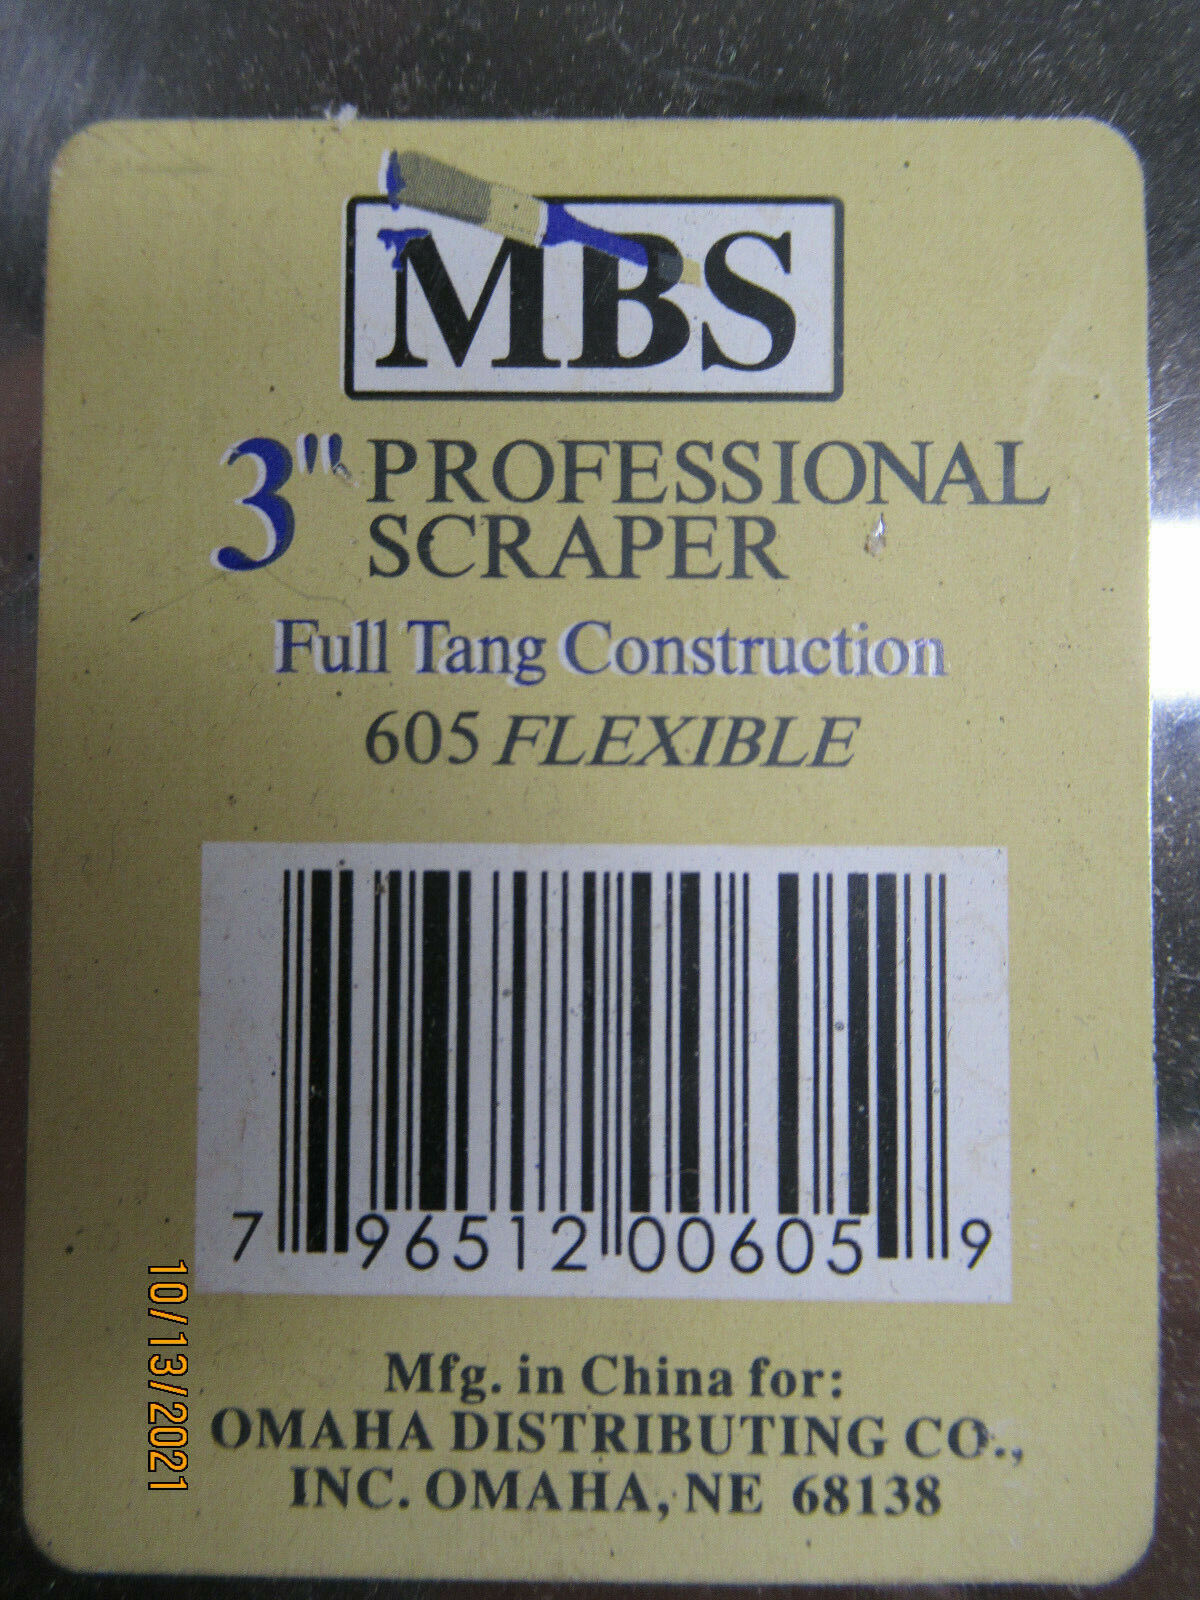 MBS
3" PROFESSIONAL
SCRAPER
Full Tang Construction
605 FLEXIBLE
7 96512 00605 9
Mfg. in China for:
OMAHA DISTRIBUTING CO.,
INC. OMAHA, NE 68138
10/13/2021